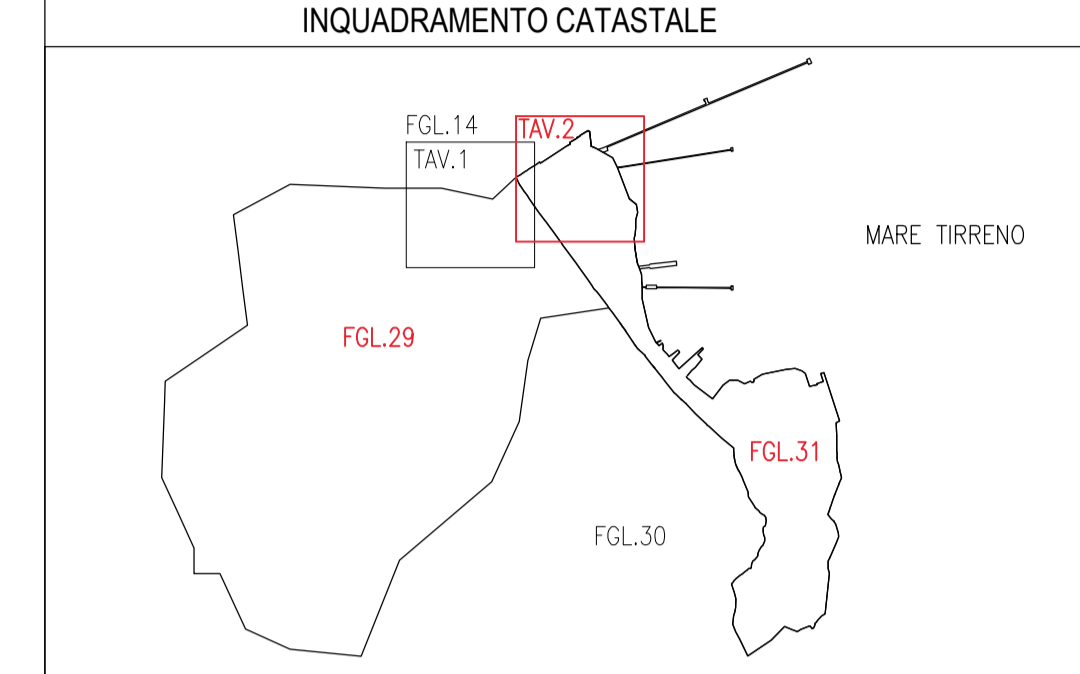 INQUADRAMENTO CATASTALE
FGL.14
TAV.2
TAV.1
MARE TIRRENO
FGL.29
FGL.31
FGL.30